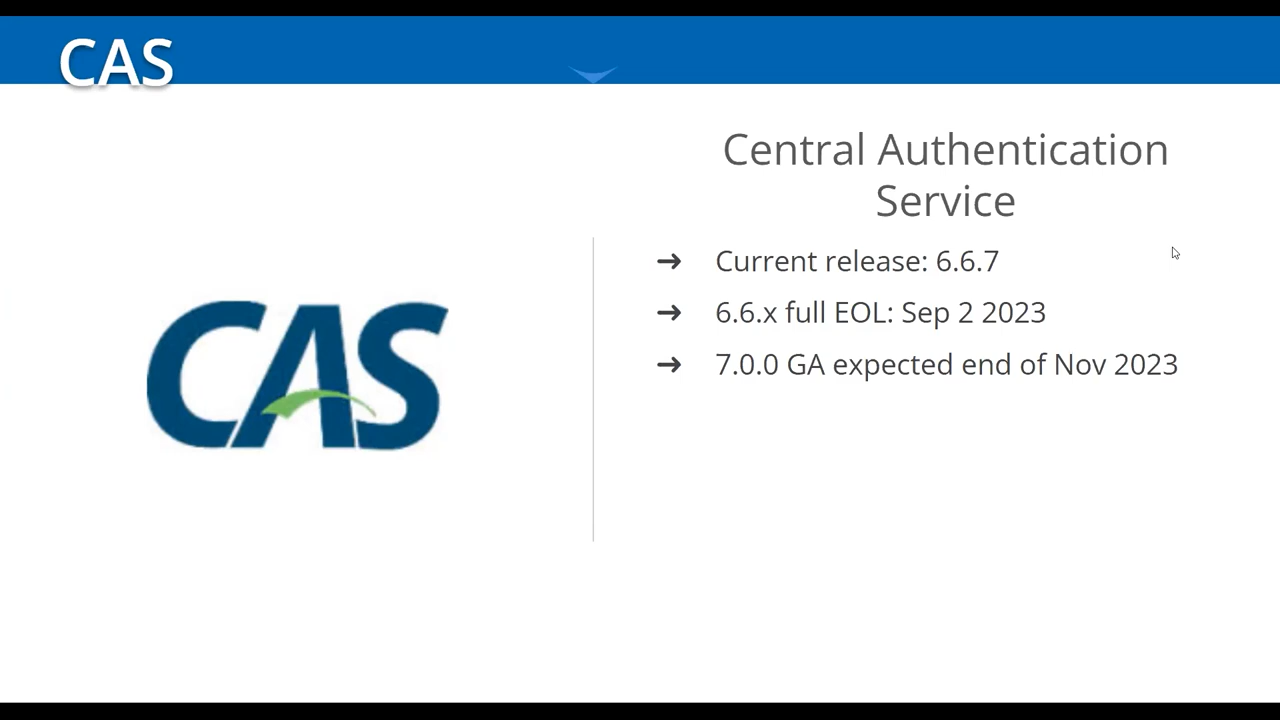 CAS
Central Authentication
Service
➔ Current release: 6.6.7
➔ 6.6.x full EOL: Sep 2 2023
➔ 7.0.0 GA expected end of Nov 2023
CAS